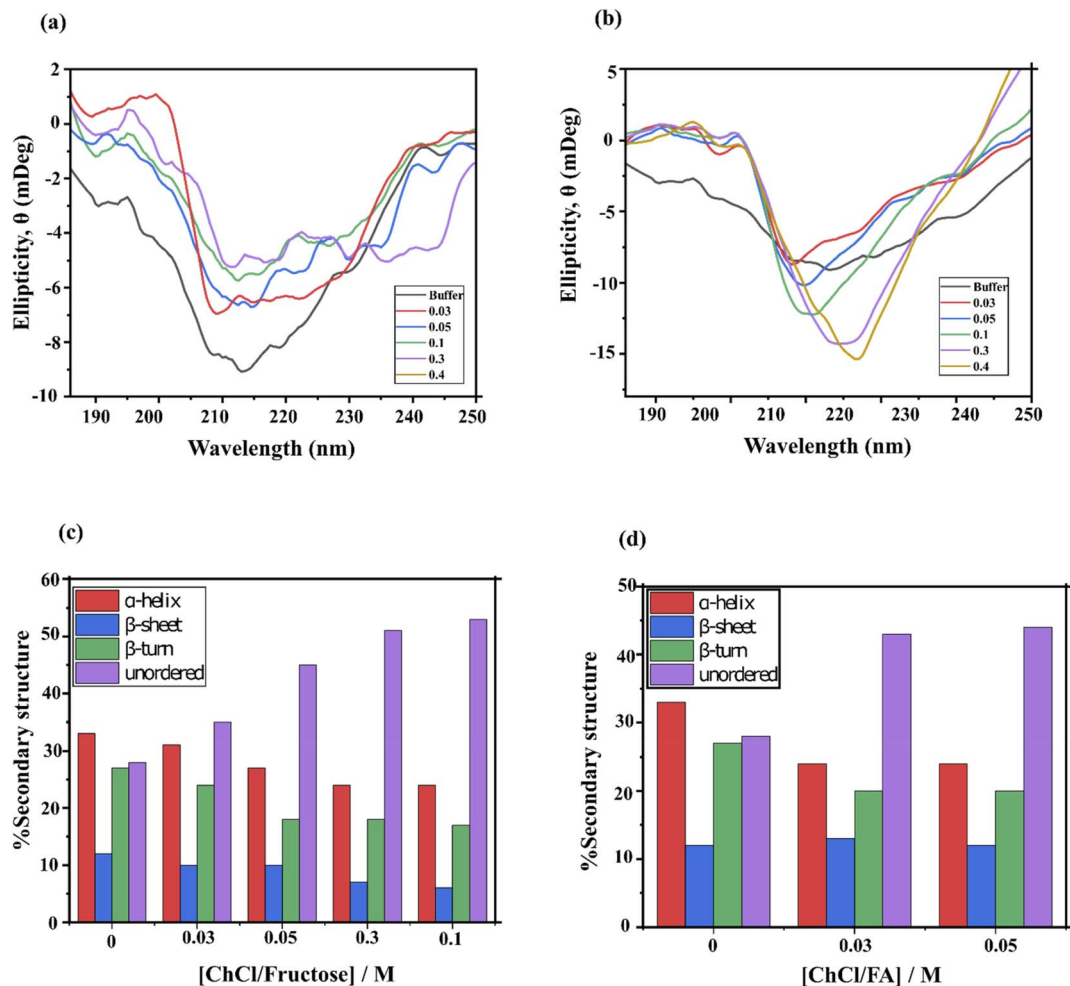 (a)
2
0
-2
-4
-6
-8
-10
Ellipticity, θ (mDeg)
190 200 210 220 230 240 250
Wavelength (nm)
Buffer
0.03
0.05
0.1
0.3
0.4
(b)
5
0
-5
-10
-15
Ellipticity, θ (mDeg)
190 200 210 220 230 240 250
Wavelength (nm)
Buffer
0.03
0.05
0.1
0.3
0.4
(c)
60
50
40
30
20
10
0
%Secondary structure
α-helix
β-sheet
β-turn
unordered
0 0.03 0.05 0.3 0.1
[ChCl/Fructose] / M
(d)
50
40
30
20
10
0
%Secondary structure
α-helix
β-sheet
β-turn
unordered
0 0.03 0.05
[ChCl/FA] / M